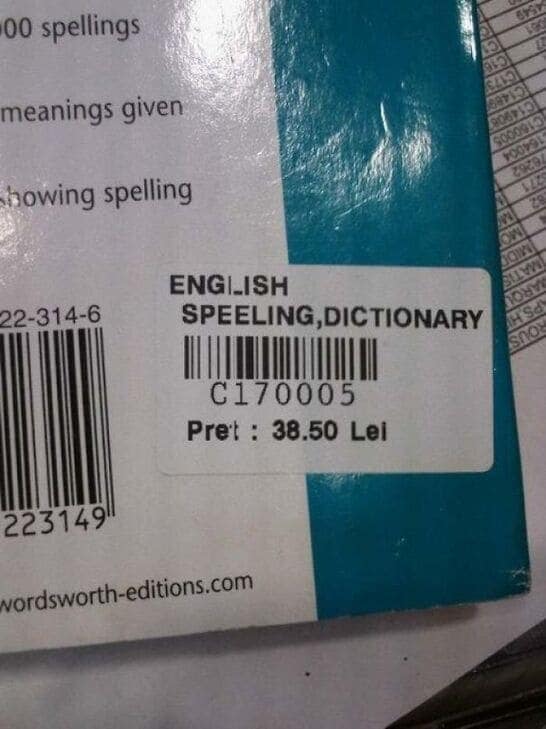 00 spellings
meanings given
showing spelling
22-314-6
223149
wordsworth-editions.com
ENGLISH
SPEELING,DICTIONARY
C170005
Pret : 38.50 Lei